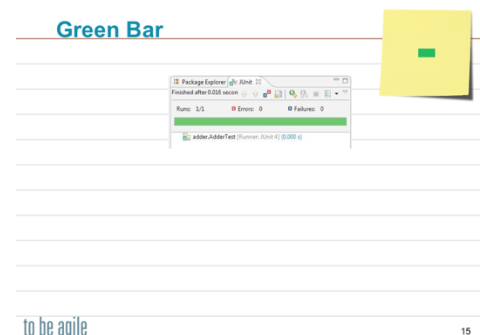 Green Bar
Package Explorer JUnit
Finished after 0.016 secon
Runs: 1/1 Errors: 0 Failures: 0
adder.AdderTest [Runner: JUnit 4] (0.000 s)
to be agile
15